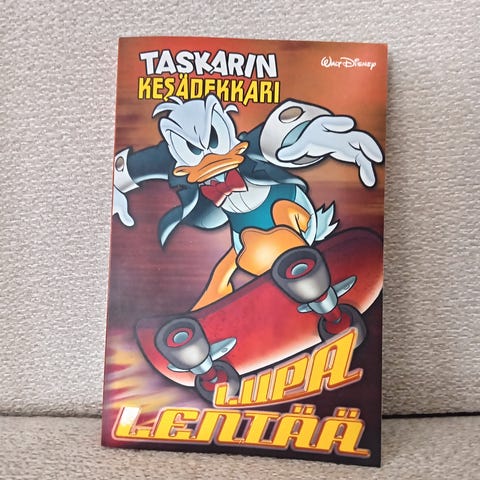 TASKARIN
KESÄDEKKARI
WALT DISNEY
LUPA
LENTÄÄ